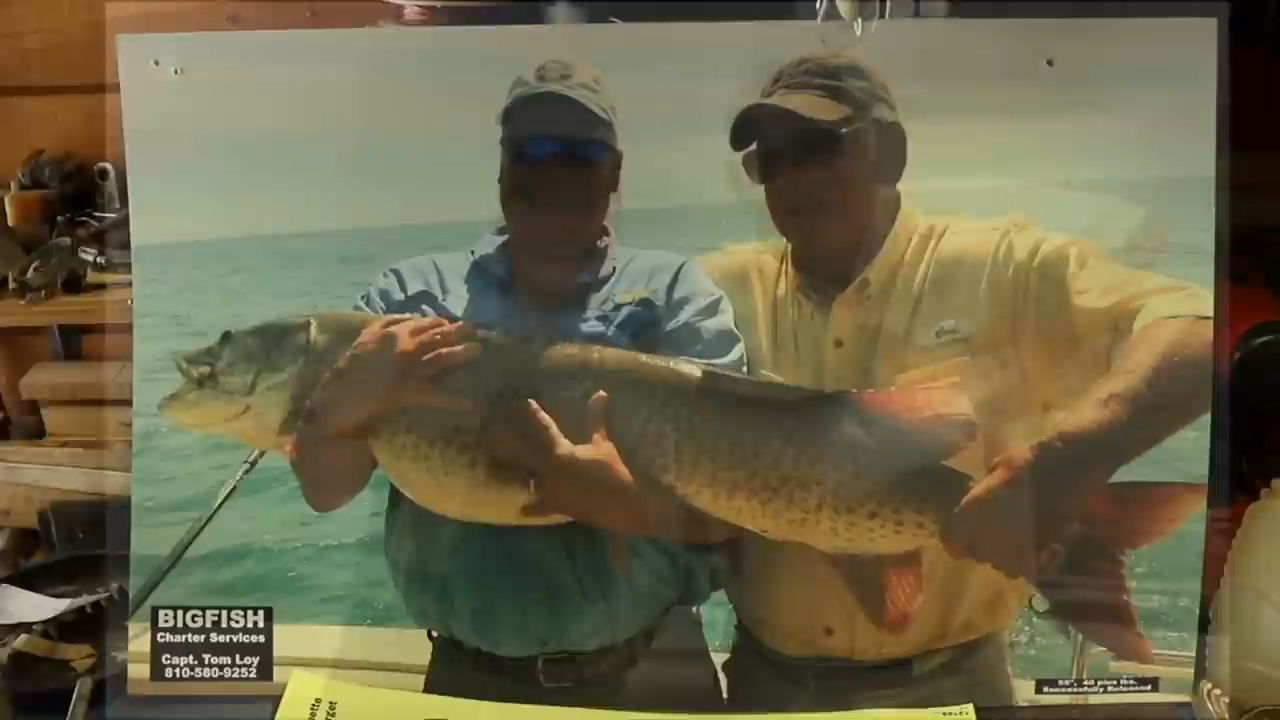 BIGFISH
Charter Services
Capt. Tom Loy
810-580-9252
55", 40 plus lbs.
Successfully Released